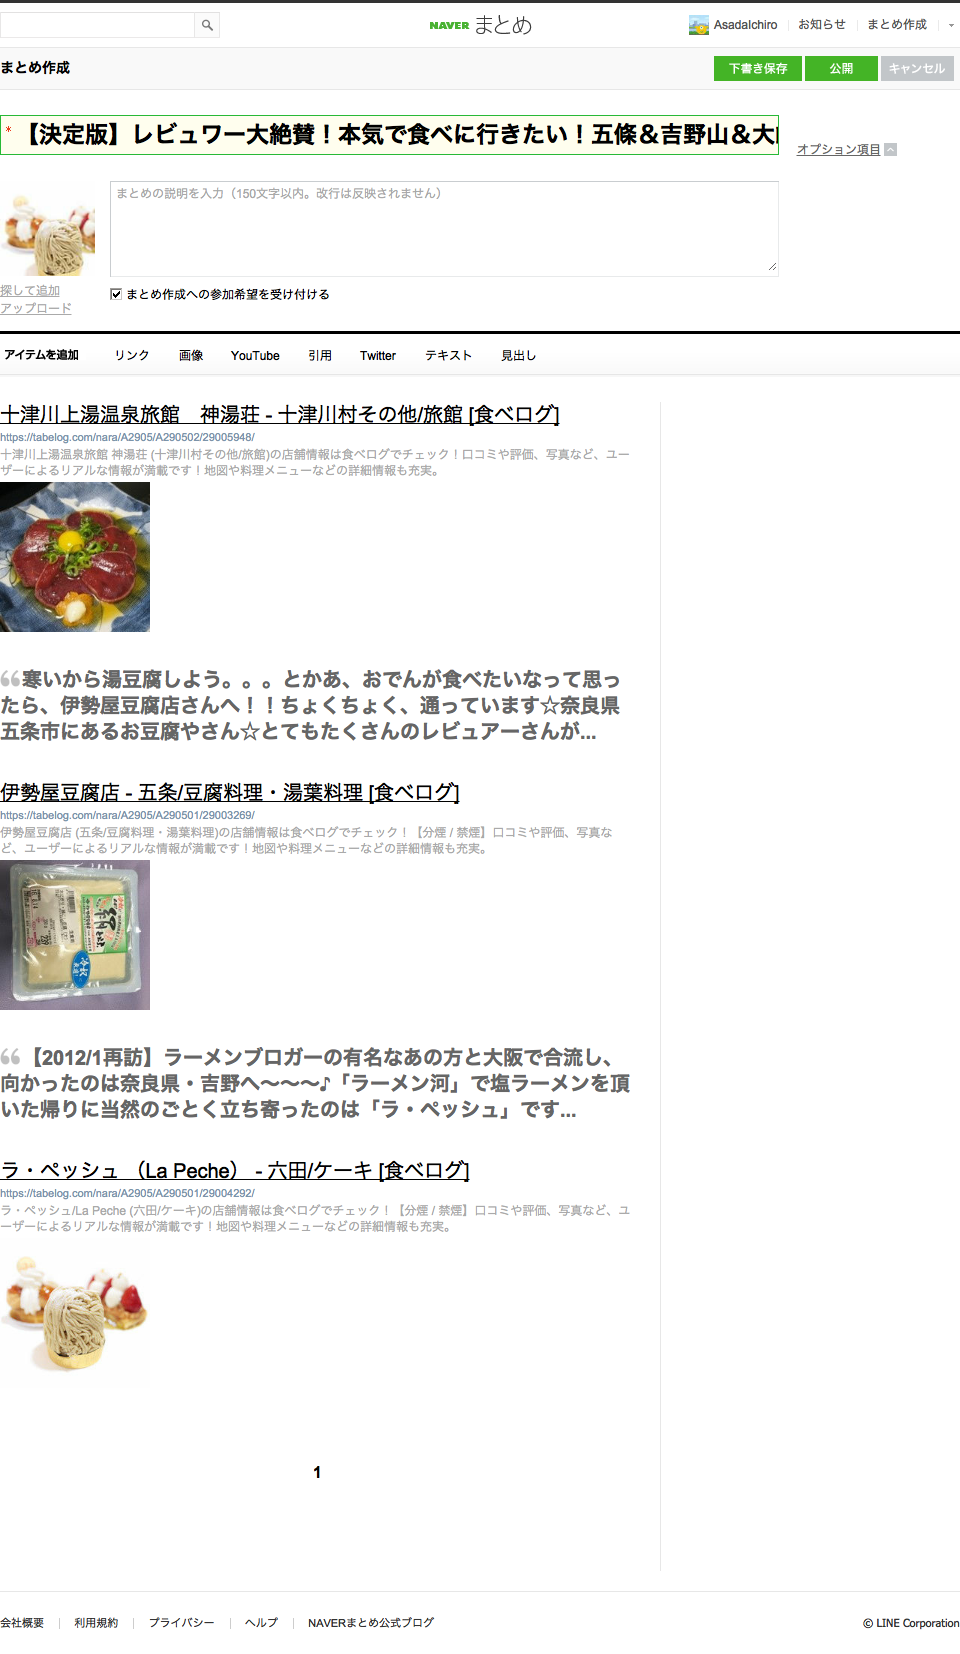 NAVER まとめ
AsadaIchiro
お知らせ
まとめ作成
まとめ作成
下書き保存
公開
キャンセル
* 【決定版】レビュワー大絶賛！本気で食べに行きたい！五條＆吉野山＆大
オプション項目
まとめの説明を入力（150文字以内。改行は反映されません）
探して追加
アップロード
まとめ作成への参加希望を受け付ける
アイテムを追加
リンク
画像
YouTube
引用
Twitter
テキスト
見出し
十津川上湯温泉旅館　神湯荘 - 十津川村その他/旅館 [食べログ]
https://tabelog.com/nara/A2905/A290502/29005948/
十津川上湯温泉旅館 神湯荘 (十津川村その他/旅館)の店舗情報は食べログでチェック！口コミや評価、写真など、ユー
ザーによるリアルな情報が満載です！地図や料理メニューなどの詳細情報も充実。
寒いから湯豆腐しよう。。。とかあ、おでんが食べたいなって思っ
たら、伊勢屋豆腐店さんへ！！ちょくちょく、通っています☆奈良県
五条市にあるお豆腐やさん☆とてもたくさんのレビュアーさんが...
伊勢屋豆腐店 - 五条/豆腐料理・湯葉料理 [食べログ]
https://tabelog.com/nara/A2905/A290501/29003269/
伊勢屋豆腐店 (五条/豆腐料理・湯葉料理)の店舗情報は食べログでチェック！【分煙 / 禁煙】口コミや評価、写真な
ど、ユーザーによるリアルな情報が満載です！地図や料理メニューなどの詳細情報も充実。
【2012/1再訪】ラーメンブロガーの有名なあの方と大阪で合流し、
向かったのは奈良県・吉野へ〜〜〜♪「ラーメン河」で塩ラーメンを頂
いた帰りに当然のごとく立ち寄ったのは「ラ・ペッシュ」です...
ラ・ペッシュ （La Peche） - 六田/ケーキ [食べログ]
https://tabelog.com/nara/A2905/A290501/29004292/
ラ・ペッシュ/La Peche (六田/ケーキ)の店舗情報は食べログでチェック！【分煙 / 禁煙】口コミや評価、写真など、ユ
ーザーによるリアルな情報が満載です！地図や料理メニューなどの詳細情報も充実。
1
会社概要
利用規約
プライバシー
ヘルプ
NAVERまとめ公式ブログ
© LINE Corporation